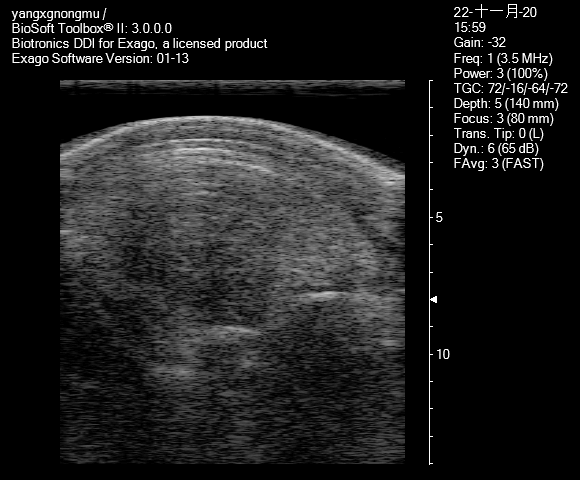 yangxgnongmu /
BioSoft Toolbox® II: 3.0.0.0
Biotronics DDI for Exago, a licensed product
Exago Software Version: 01-13
22-十一月-20
15:59
Gain: -32
Freq: 1 (3.5 MHz)
Power: 3 (100%)
TGC: 72/-16/-64/-72
Depth: 5 (140 mm)
Focus: 3 (80 mm)
Trans. Tip: 0 (L)
Dyn.: 6 (65 dB)
FAvg: 3 (FAST)
5
10